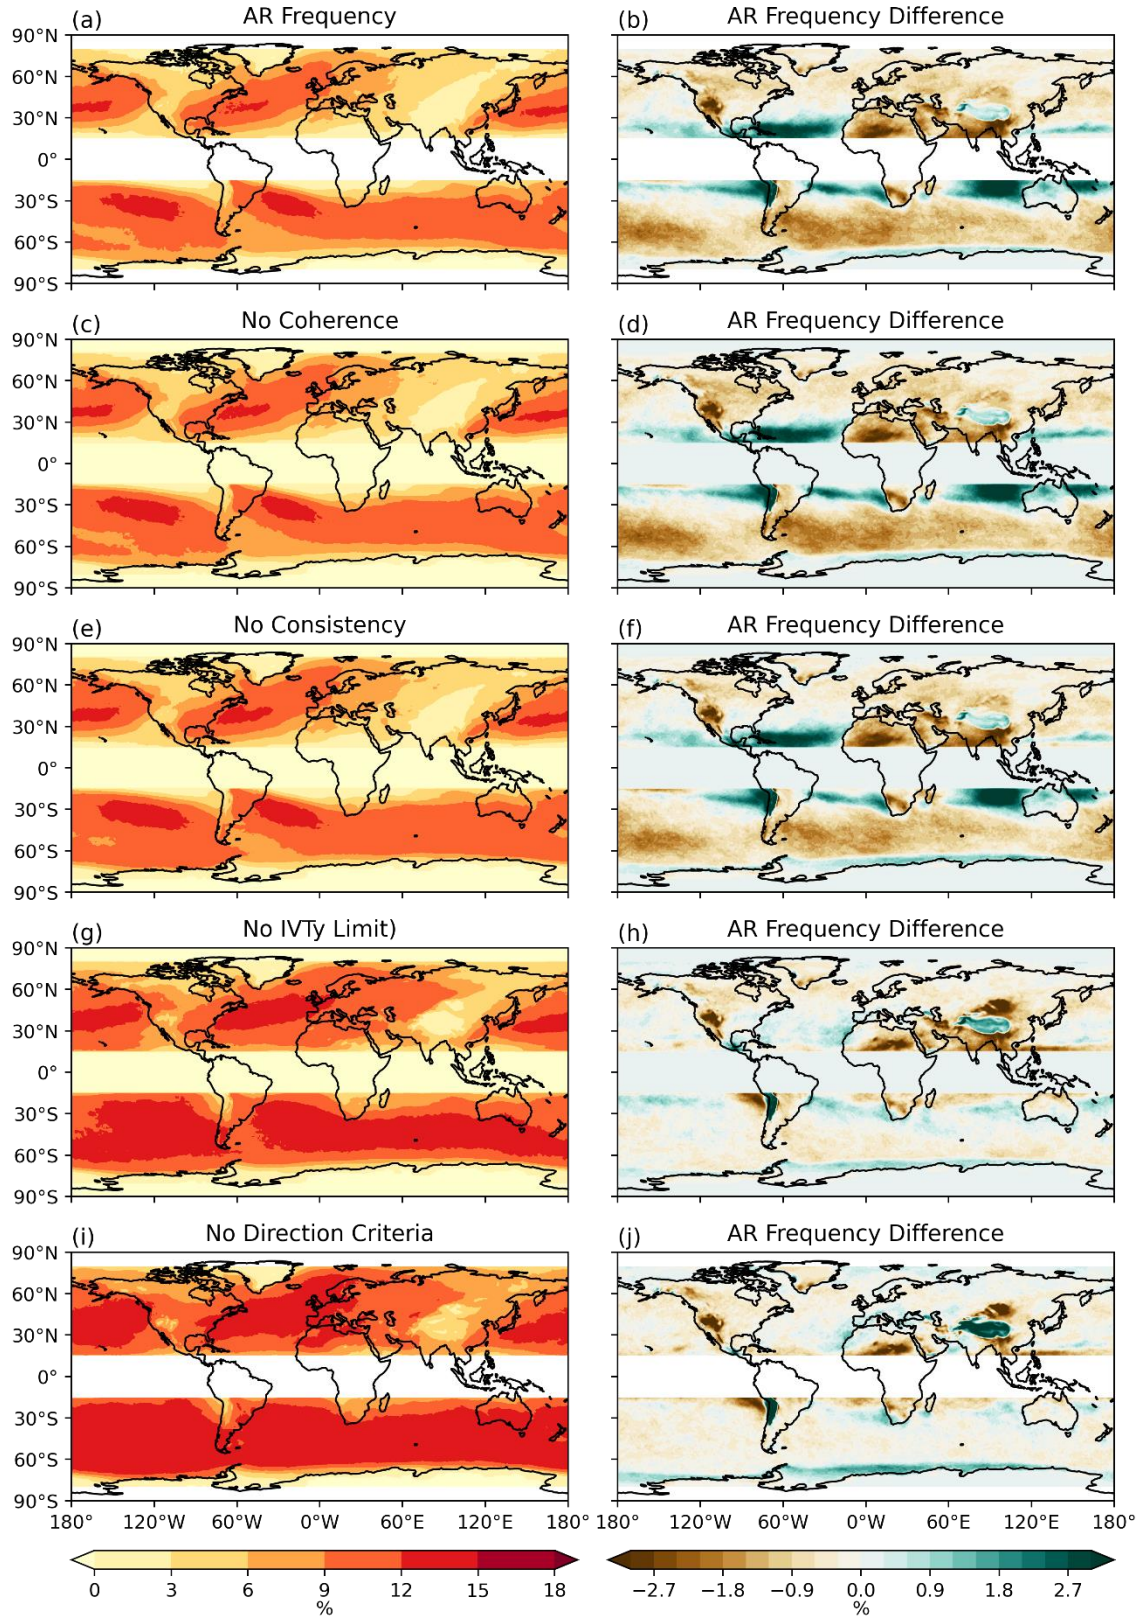 (a) AR Frequency
(b) AR Frequency Difference
90°N
60°N
30°N
0°
30°S
60°S
90°S
(c) No Coherence
(d) AR Frequency Difference
90°N
60°N
30°N
0°
30°S
60°S
90°S
(e) No Consistency
(f) AR Frequency Difference
90°N
60°N
30°N
0°
30°S
60°S
90°S
(g) No IVTy Limit)
(h) AR Frequency Difference
90°N
60°N
30°N
0°
30°S
60°S
90°S
(i) No Direction Criteria
(j) AR Frequency Difference
90°N
60°N
30°N
0°
30°S
60°S
90°S
180° 120°W 60°W 0°W 60°E 120°E 180°
120°W 60°W 0°W 60°E 120°E 180°
0 3 6 9 12 15 18
%
−2.7 −1.8 −0.9 0.0 0.9 1.8 2.7
%